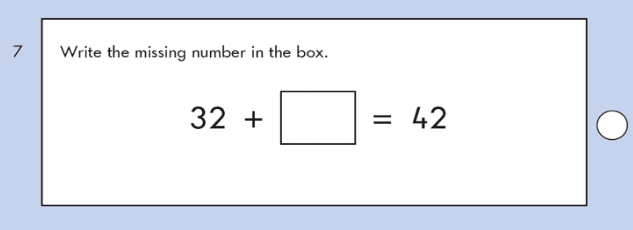 7 Write the missing number in the box.
32 + = 42